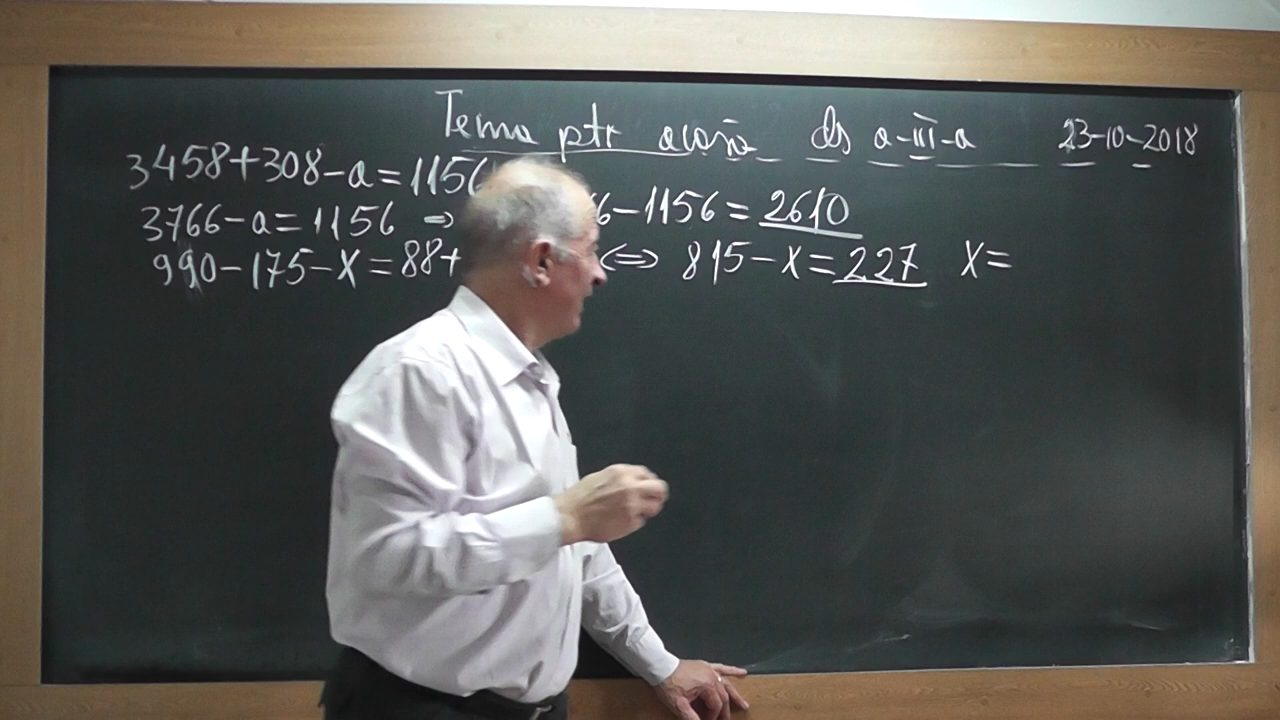 Tema ptr acasă cls a-III-a 23-10-2018
3458+308-a=1156
3766-a=1156 ⇒ 6-1156=2610
990-175-x=88+ ⇔ 815-x=227 x=